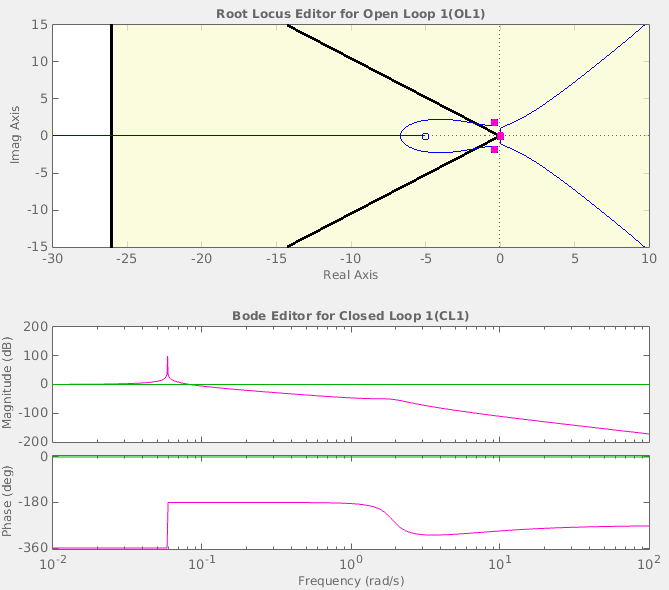 Root Locus Editor for Open Loop 1(OL1)
15
10
5
0
-5
-10
-15
Imag Axis
-30 -25 -20 -15 -10 -5 0 5 10
Real Axis
Bode Editor for Closed Loop 1(CL1)
200
100
0
-100
-200
Magnitude (dB)
0
-180
-360
Phase (deg)
10^-2 10^-1 10^0 10^1 10^2
Frequency (rad/s)